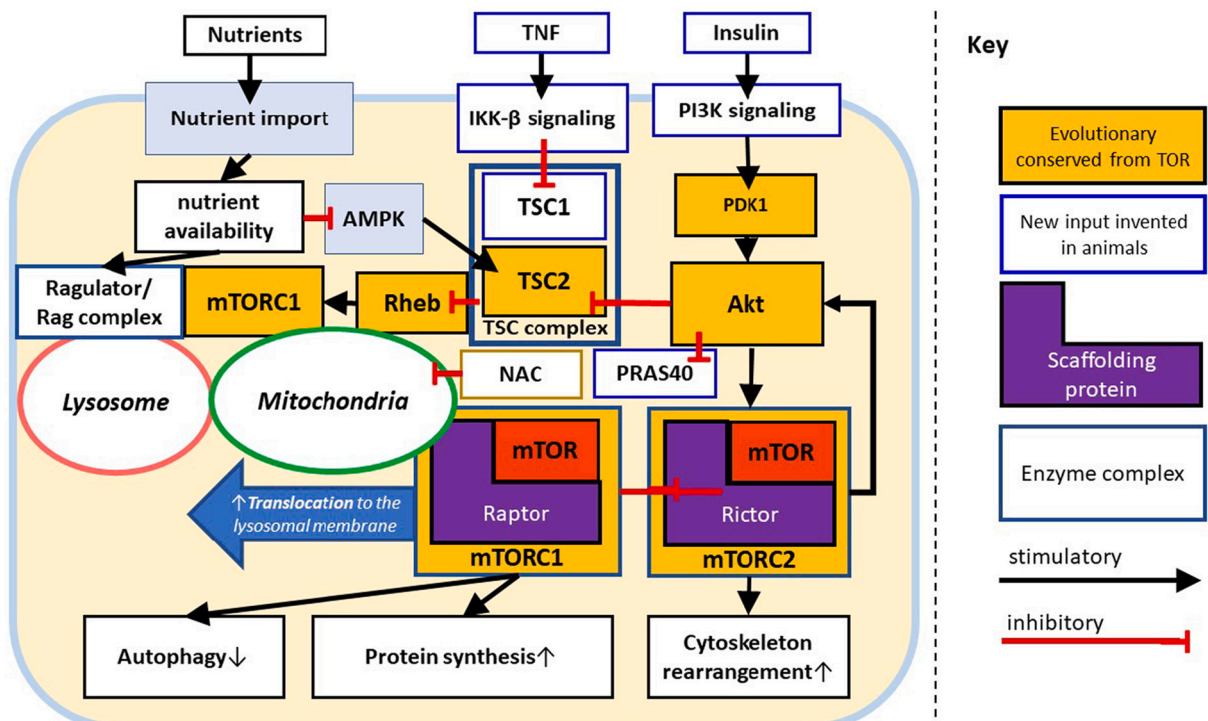 Nutrients
TNF
Insulin
Key
Nutrient import
IKK-β signaling
PI3K signaling
Evolutionary
conserved from TOR
nutrient
availability
AMPK
TSC1
PDK1
New input invented
in animals
TSC2
TSC complex
Ragulator/
Rag complex
mTORC1
Rheb
Akt
Scaffolding
protein
Lysosome
Mitochondria
NAC
PRAS40
mTOR
Raptor
mTORC1
mTOR
Rictor
mTORC2
Enzyme complex
↑Translocation to the
lysosomal membrane
stimulatory
inhibitory
Autophagy↓
Protein synthesis↑
Cytoskeleton
rearrangement↑